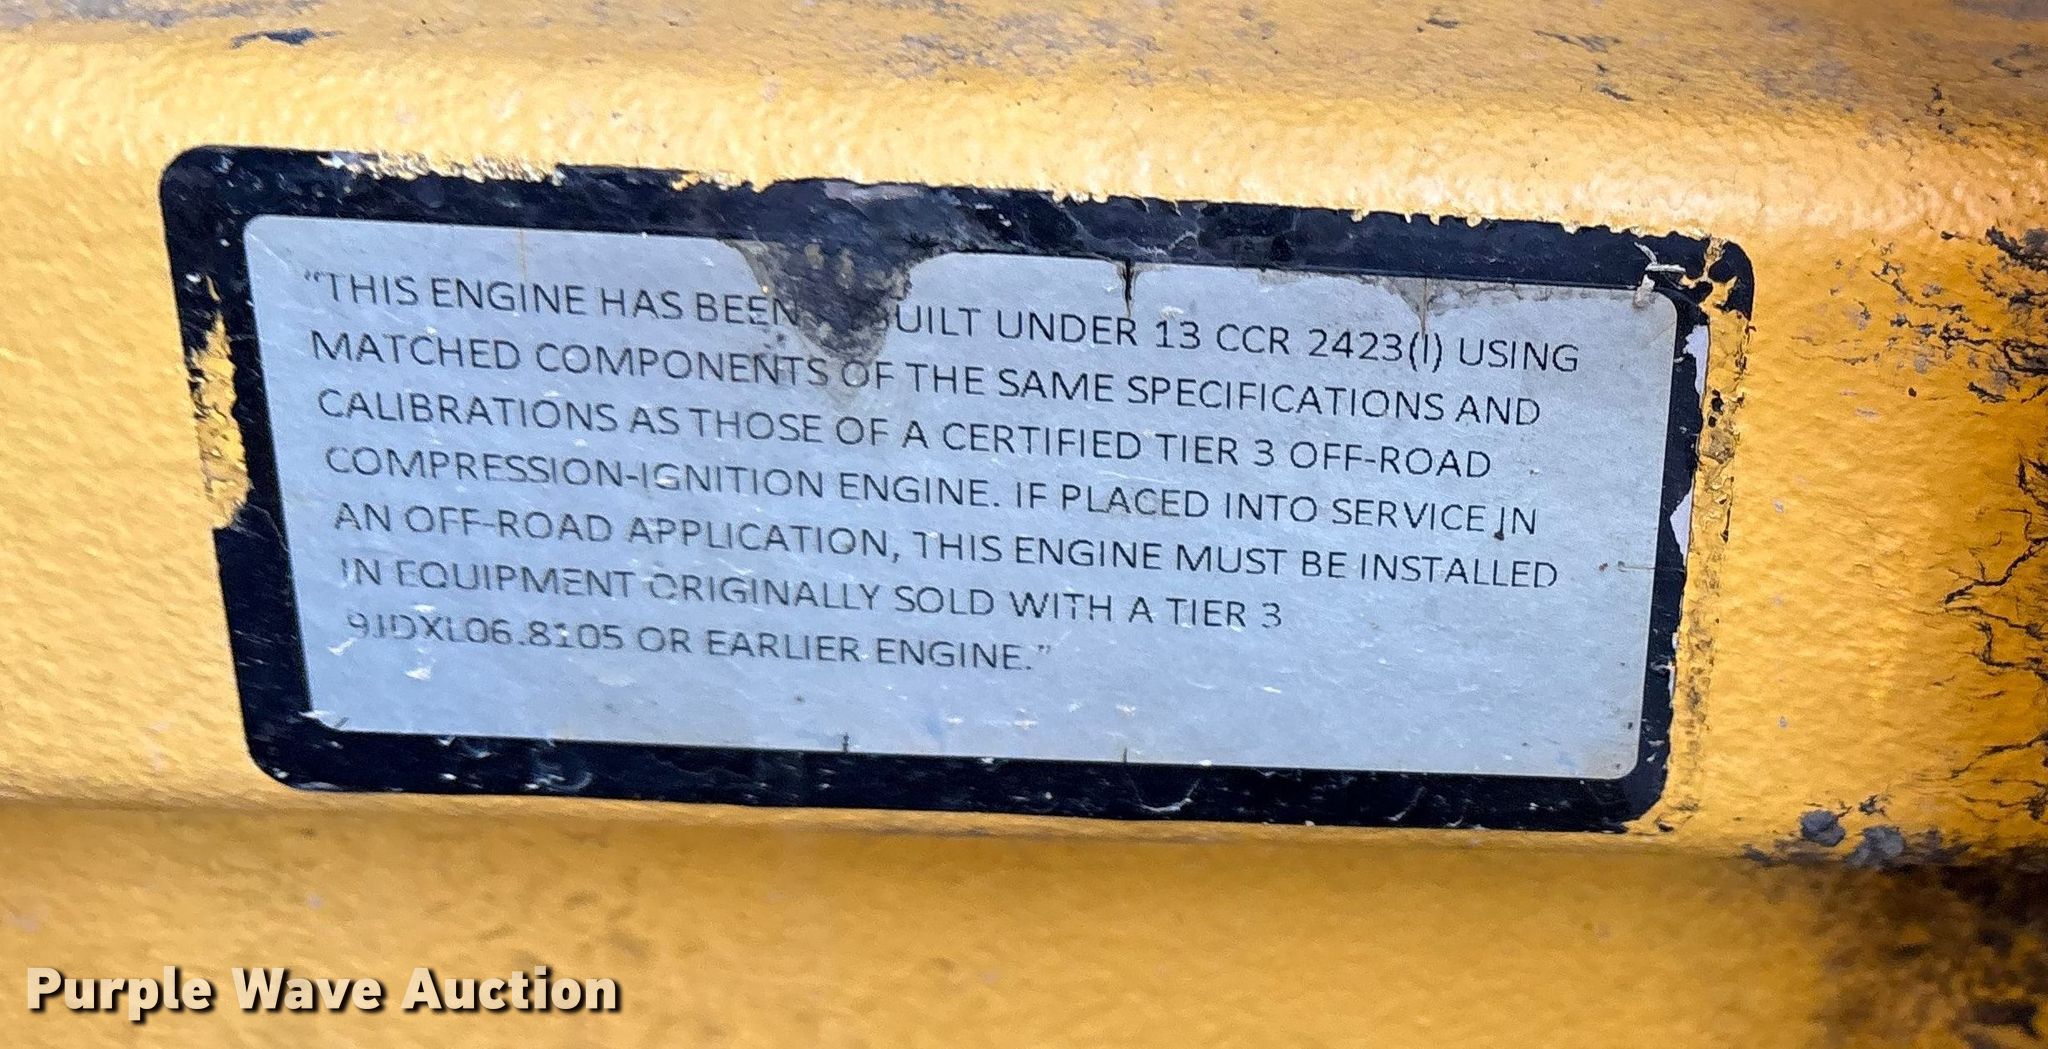 "THIS ENGINE HAS BEEN UNDER 13 CCR 2423(I) USING
MATCHED COMPONENTS OF THE SAME SPECIFICATIONS AND
CALIBRATIONS AS THOSE OF A CERTIFIED TIER 3 OFF-ROAD
COMPRESSION-IGNITION ENGINE. IF PLACED INTO SERVICE IN
AN OFF-ROAD APPLICATION, THIS ENGINE MUST BE INSTALLED
IN EQUIPMENT ORIGINALLY SOLD WITH A TIER 3
9JDXL06.8105 OR EARLIER ENGINE."
Purple Wave Auction